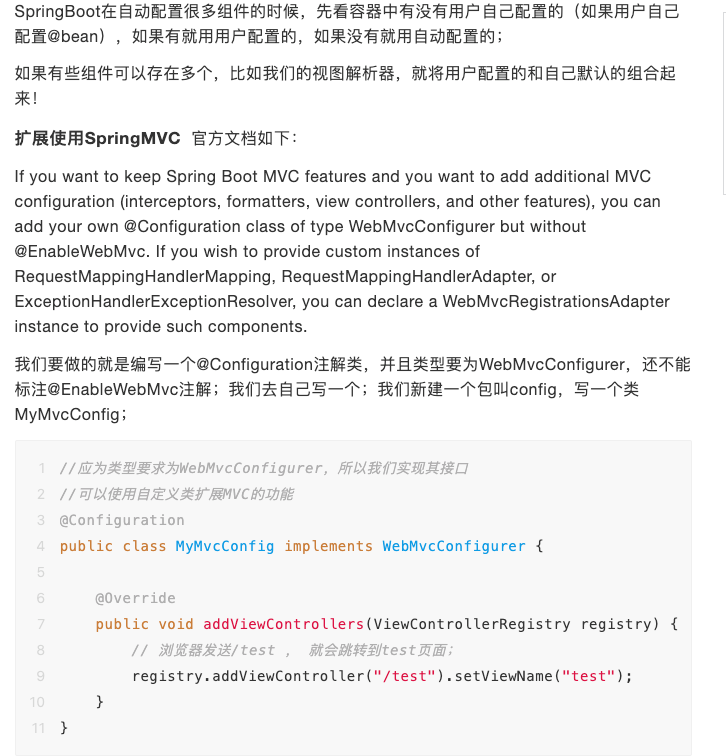 SpringBoot在自动配置很多组件的时候，先看容器中有没有用户自己配置的（如果用户自己
配置@bean），如果有就用用户配置的，如果没有就用自动配置的；
如果有些组件可以存在多个，比如我们的视图解析器，就将用户配置的和自己默认的组合起
来！
扩展使用SpringMVC 官方文档如下：
If you want to keep Spring Boot MVC features and you want to add additional MVC
configuration (interceptors, formatters, view controllers, and other features), you can
add your own @Configuration class of type WebMvcConfigurer but without
@EnableWebMvc. If you wish to provide custom instances of
RequestMappingHandlerMapping, RequestMappingHandlerAdapter, or
ExceptionHandlerExceptionResolver, you can declare a WebMvcRegistrationsAdapter
instance to provide such components.
我们要做的就是编写一个@Configuration注解类，并且类型要为WebMvcConfigurer，还不能
标注@EnableWebMvc注解；我们去自己写一个；我们新建一个包叫config，写一个类
MyMvcConfig；
1 //应为类型要求为WebMvcConfigurer，所以我们实现其接口
2 //可以使用自定义类扩展MVC的功能
3 @Configuration
4 public class MyMvcConfig implements WebMvcConfigurer {
5
6 @Override
7 public void addViewControllers(ViewControllerRegistry registry) {
8 // 浏览器发送/test ， 就会跳转到test页面；
9 registry.addViewController("/test").setViewName("test");
10 }
11 }